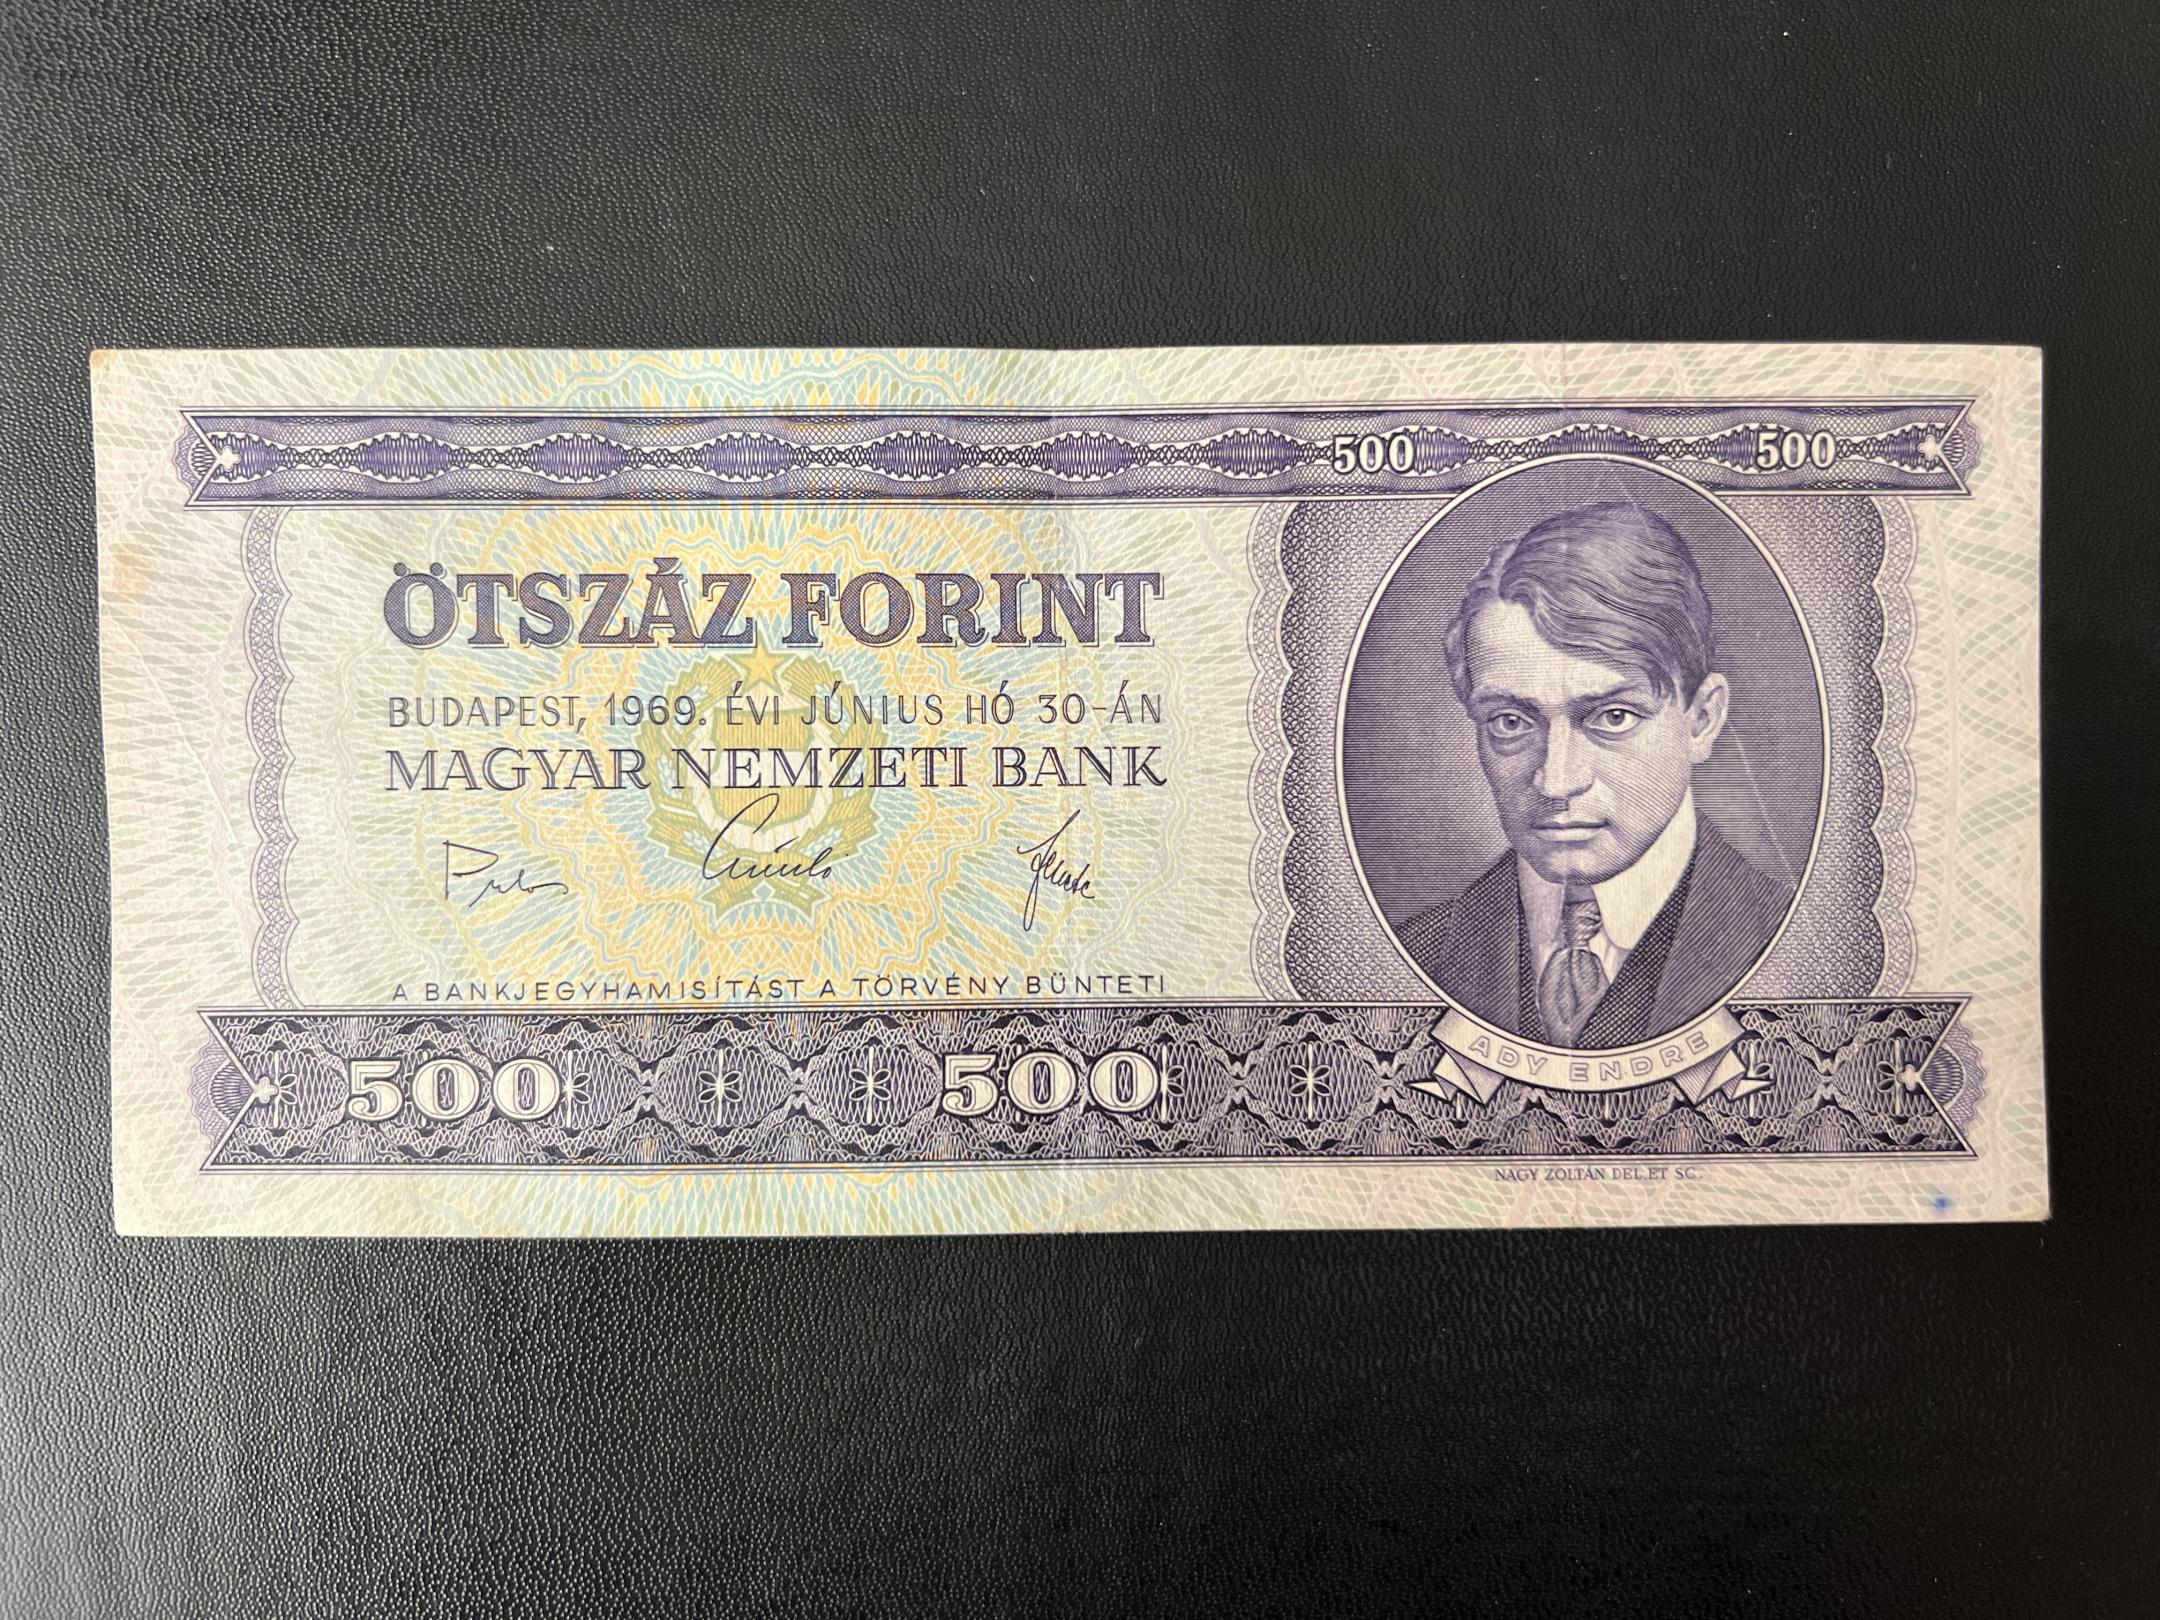 500 500
ÖTSZÁZ FORINT
BUDAPEST, 1969. ÉVI JÚNIUS HÓ 30-ÁN
MAGYAR NEMZETI BANK
A BANKJEGYHAMISÍTÁST A TÖRVÉNY BÜNTETI
500 500
ADY ENDRE
NAGY ZOLTÁN DEL. ET SC.